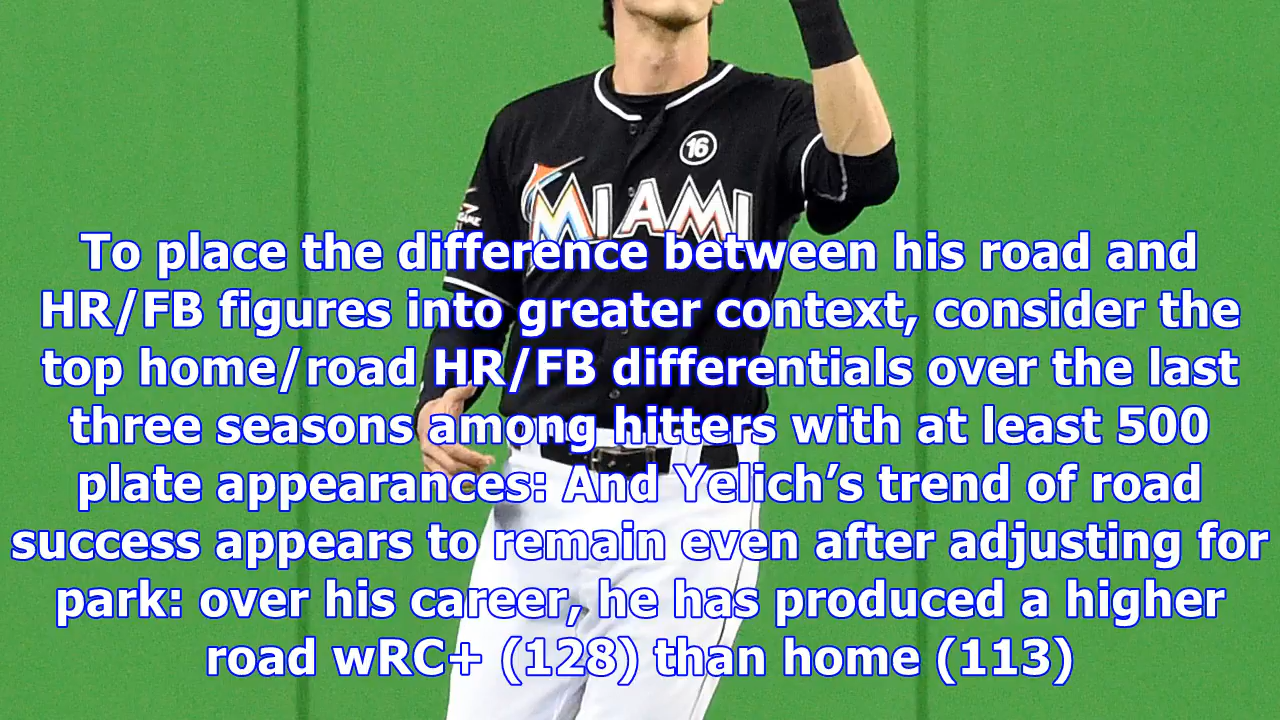 16
MIAMI
To place the difference between his road and
HR/FB figures into greater context, consider the
top home/road HR/FB differentials over the last
three seasons among hitters with at least 500
plate appearances: And Yelich’s trend of road
success appears to remain even after adjusting for
park: over his career, he has produced a higher
road wRC+ (128) than home (113)